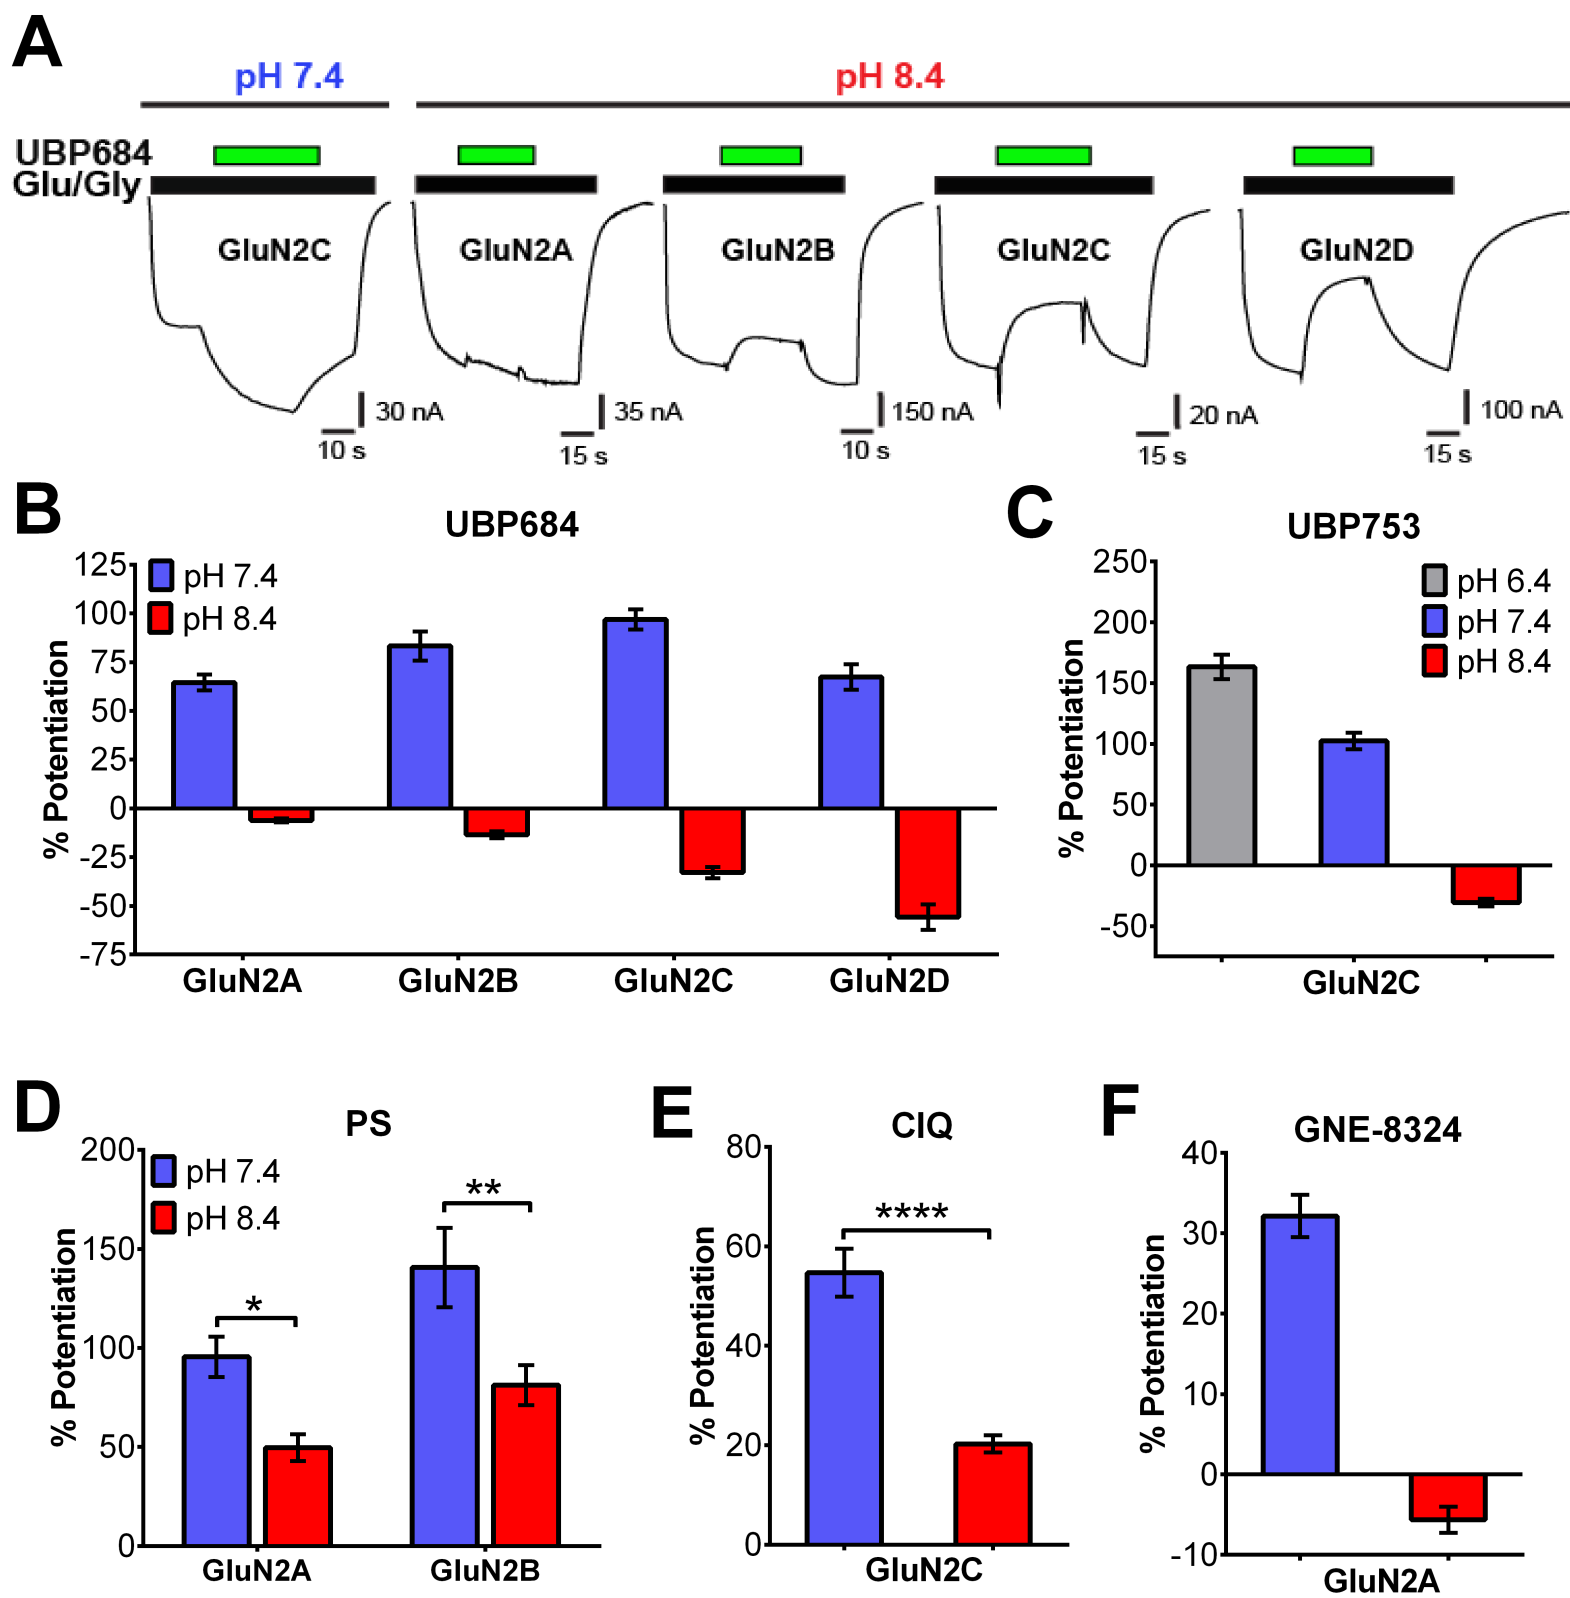 A
pH 7.4
pH 8.4
UBP684
Glu/Gly
GluN2C
GluN2A
GluN2B
GluN2C
GluN2D
30 nA
10 s
35 nA
15 s
150 nA
10 s
20 nA
15 s
100 nA
15 s
B
UBP684
pH 7.4
pH 8.4
% Potentiation
125
100
75
50
25
0
-25
-50
-75
GluN2A
GluN2B
GluN2C
GluN2D
C
UBP753
pH 6.4
pH 7.4
pH 8.4
% Potentiation
250
200
150
100
50
0
-50
GluN2C
D
PS
pH 7.4
pH 8.4
% Potentiation
200
150
100
50
0
*
**
GluN2A
GluN2B
E
CIQ
% Potentiation
80
60
40
20
0
****
GluN2C
F
GNE-8324
% Potentiation
40
30
20
10
0
-10
GluN2A